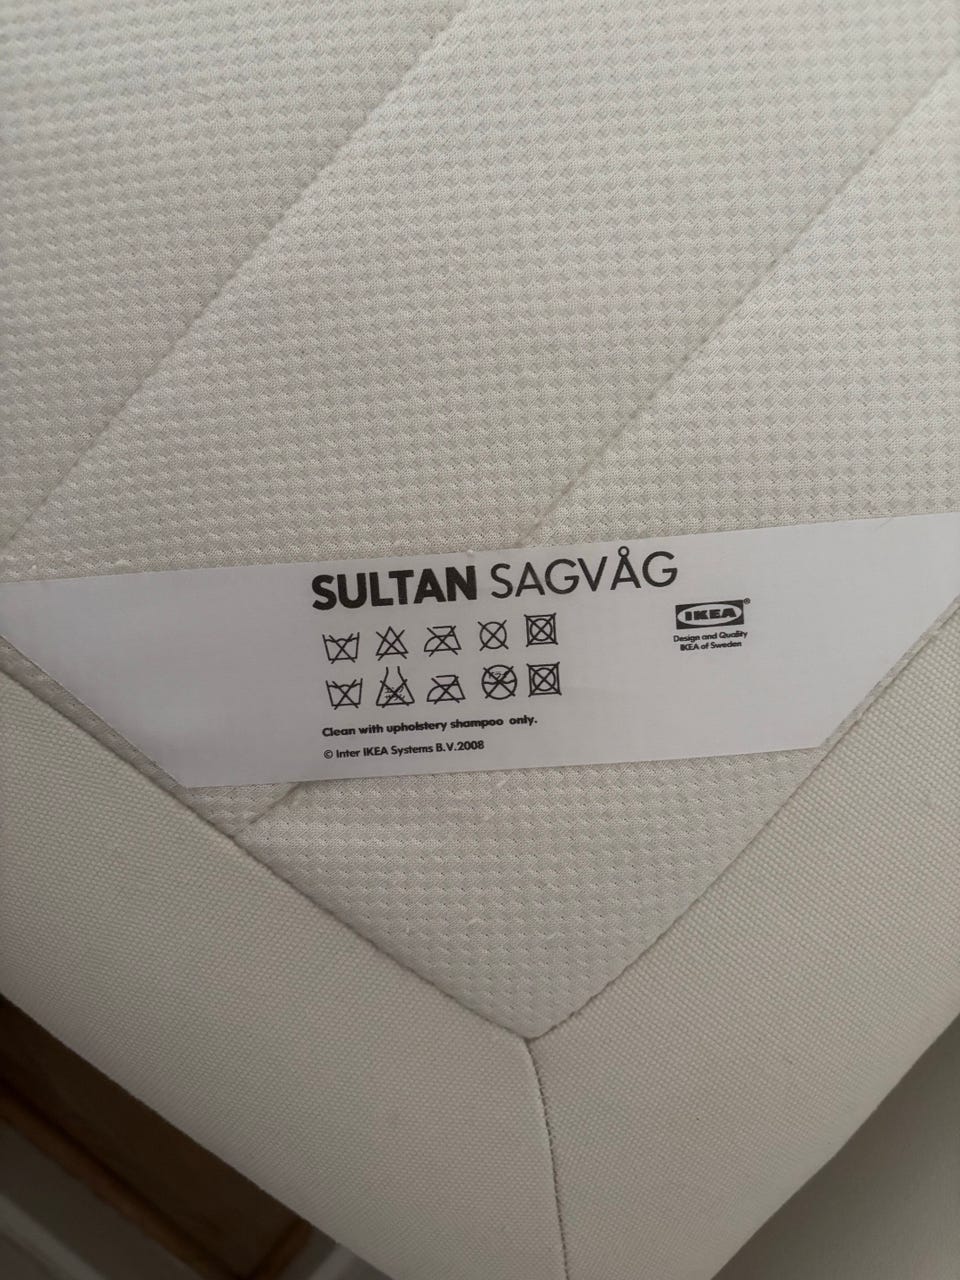 SULTAN SAGVÅG
IKEA®
Design and Quality
IKEA of Sweden
Clean with upholstery shampoo only.
© Inter IKEA Systems B.V.2008